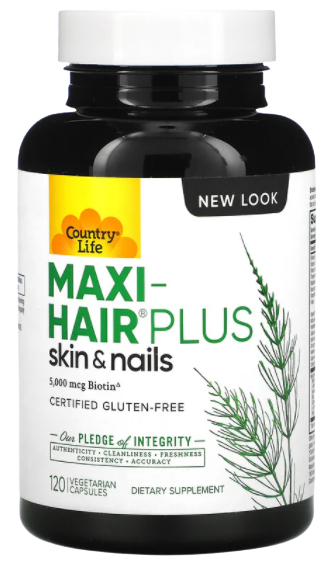 NEW LOOK
Country®
Life
MAXI-
HAIR® PLUS
skin & nails
5,000 mcg Biotin^Δ
CERTIFIED GLUTEN-FREE
Our PLEDGE of INTEGRITY
AUTHENTICITY • CLEANLINESS • FRESHNESS
CONSISTENCY • ACCURACY
120 VEGETARIAN
CAPSULES
DIETARY SUPPLEMENT